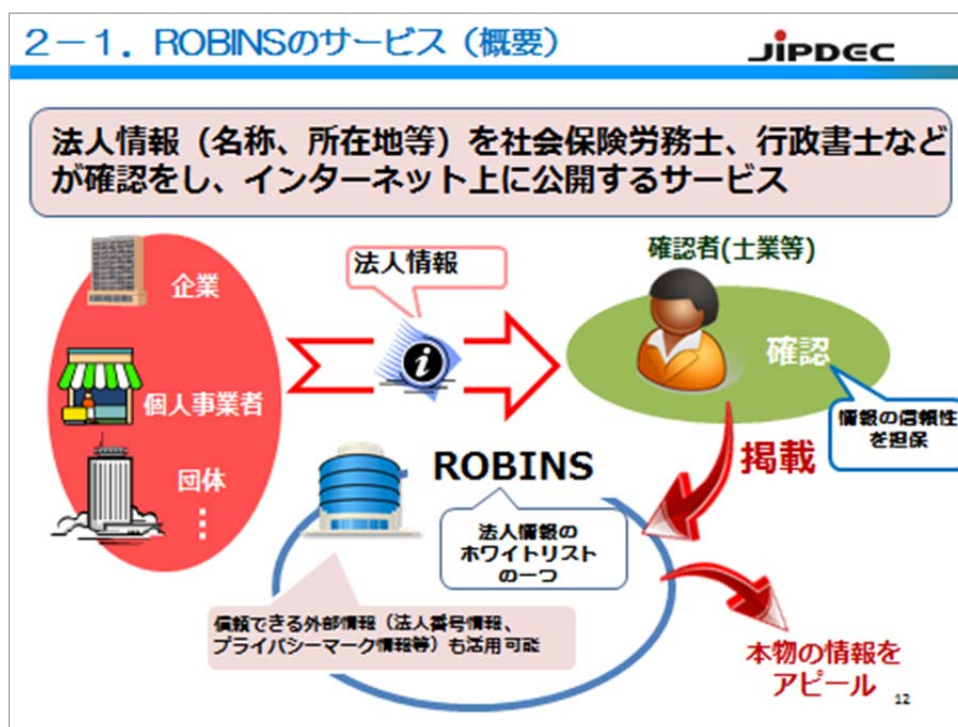 ２－１．ROBINSのサービス（概要）
JIPDEC
法人情報（名称、所在地等）を社会保険労務士、行政書士など
が確認をし、インターネット上に公開するサービス
企業
個人事業者
団体
法人情報
i
確認者(士業等)
確認
情報の信頼性
を担保
掲載
ROBINS
法人情報の
ホワイトリスト
の一つ
信頼できる外部情報（法人番号情報、
プライバシーマーク情報等）も活用可能
本物の情報を
アピール
12